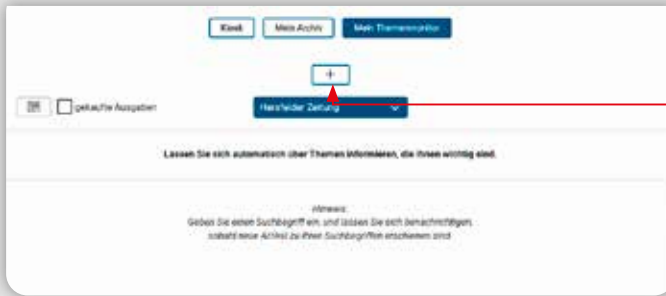 Kiosk
Mein Archiv
Mein Themenmonitor
+
gekaufte Ausgaben
Hersfelder Zeitung
Lassen Sie sich automatisch über Themen informieren, die Ihnen wichtig sind.
Hinweis:
Geben Sie einen Suchbegriff ein, und lassen Sie sich benachrichtigen,
sobald neue Artikel zu Ihren Suchbegriffen erschienen sind.